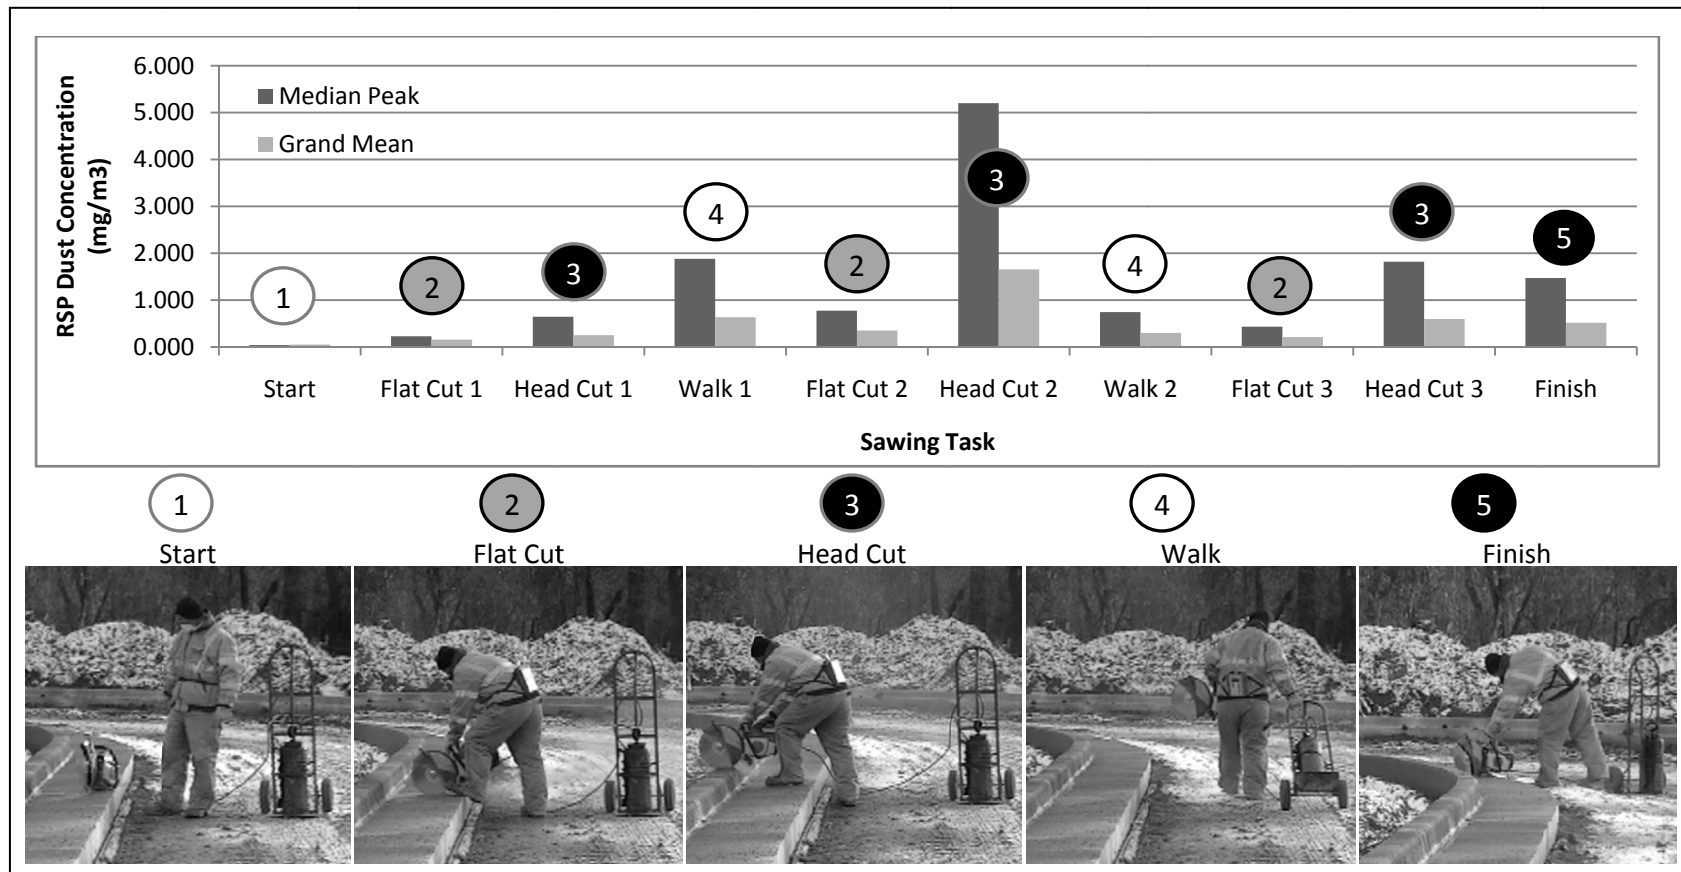 6.000
5.000
4.000
3.000
2.000
1.000
0.000
RSP Dust Concentration
(mg/m3)
Median Peak
Grand Mean
1
2
3
4
2
3
4
2
3
5
Start Flat Cut 1 Head Cut 1 Walk 1 Flat Cut 2 Head Cut 2 Walk 2 Flat Cut 3 Head Cut 3 Finish
Sawing Task
1 2 3 4 5
Start Flat Cut Head Cut Walk Finish